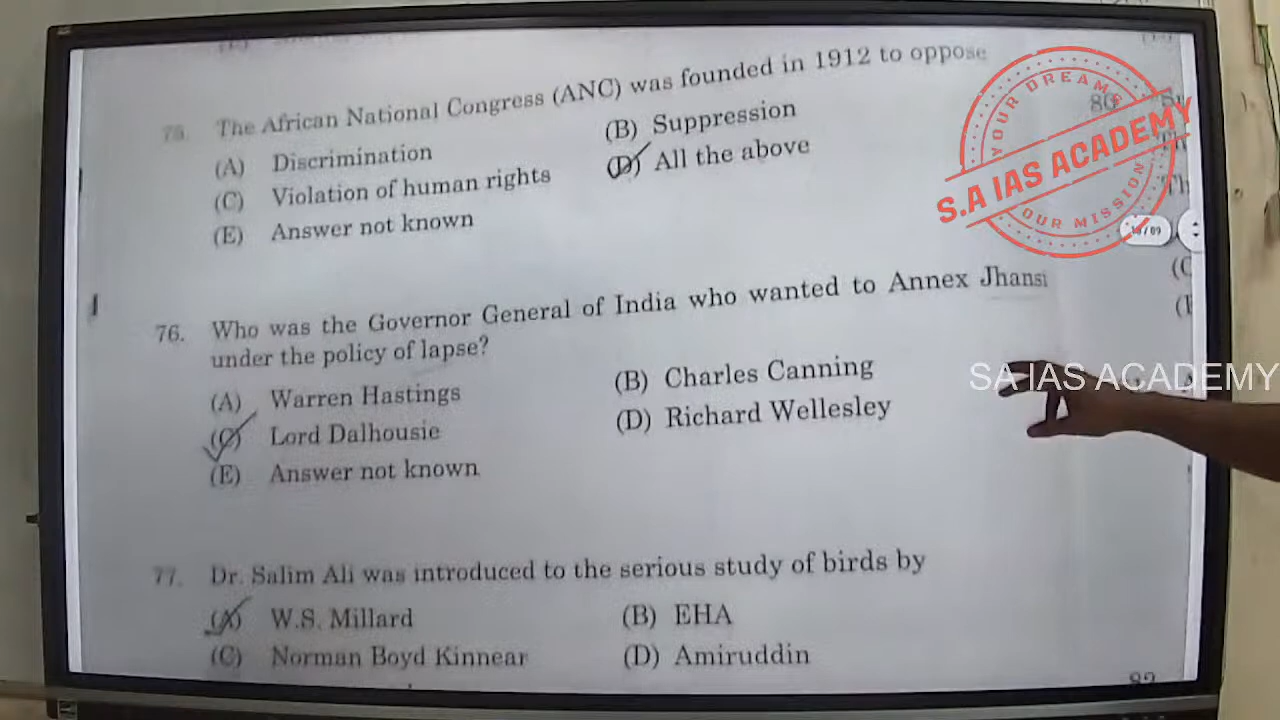 75. The African National Congress (ANC) was founded in 1912 to oppose
(A) Discrimination
(B) Suppression
(C) Violation of human rights
(D) All the above
(E) Answer not known
76. Who was the Governor General of India who wanted to Annex Jhansi
under the policy of lapse?
(A) Warren Hastings
(B) Charles Canning
(C) Lord Dalhousie
(D) Richard Wellesley
(E) Answer not known
77. Dr. Salim Ali was introduced to the serious study of birds by
(A) W.S. Millard
(B) EHA
(C) Norman Boyd Kinnear
(D) Amiruddin
80
YOUR DREAMS
S.A IAS ACADEMY
OUR MISSION
SA IAS ACADEMY
82